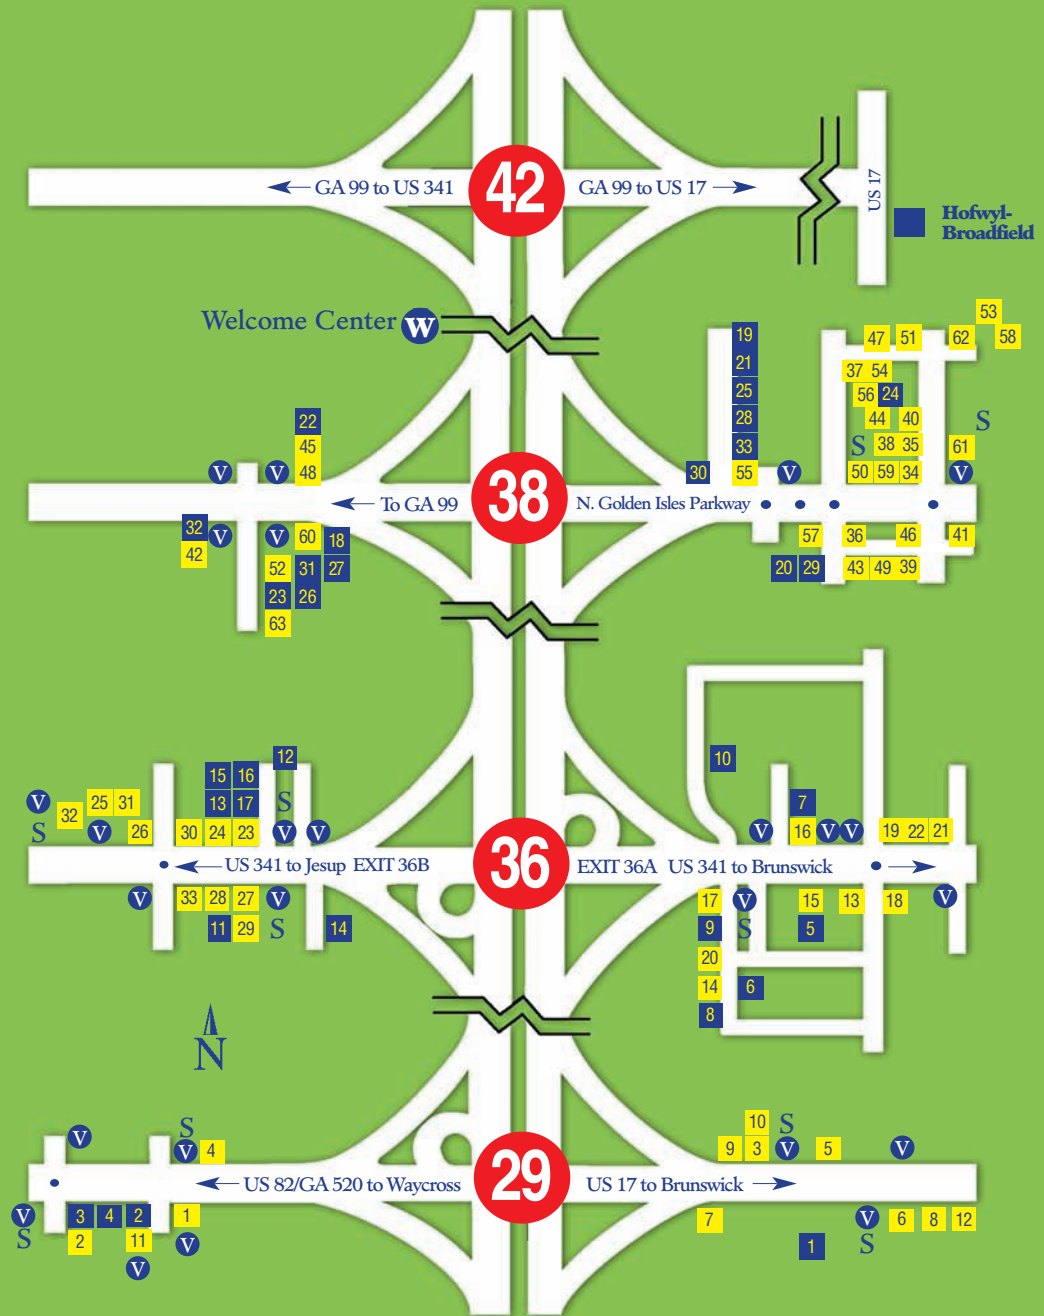 GA 99 to US 341
42
GA 99 to US 17
US 17
Hofwyl-
Broadfield
Welcome Center W
53
19 47 51 62 58
21 37 54
25 56 24
22 28 44 40 S
45 33 S 38 35 61
V V 48 30 55 V 50 59 34 V
To GA 99
38
N. Golden Isles Parkway
32 V V 60 18 57 36 46 41
42 52 31 27 20 29 43 49 39
23 26
63
12 10
15 16
V 25 31 13 17 S 7
32
S V 26 30 24 23 V V V 16 V V 19 22 21
US 341 to Jesup EXIT 36B
36
EXIT 36A US 341 to Brunswick
V 33 28 27 V 17 V 15 13 18 V
11 29 S 14 9 S 5
20
14 6
8
N
S 10 S
V V 4 9 3 V 5 V
US 82/GA 520 to Waycross
29
US 17 to Brunswick
V 3 4 2 1 7 V 6 8 12
S 2 11 V 1 S
V